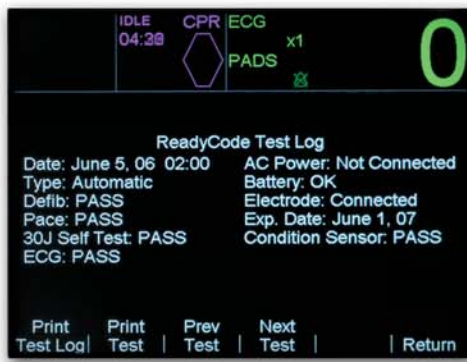 IDLE
04:39
CPR
ECG
x1
PADS
0
ReadyCode Test Log
Date: June 5, 06 02:00
AC Power: Not Connected
Type: Automatic
Battery: OK
Defib: PASS
Electrode: Connected
Pace: PASS
Exp. Date: June 1, 07
30J Self Test: PASS
Condition Sensor: PASS
ECG: PASS
Print Test Log
Print Test
Prev Test
Next Test
Return